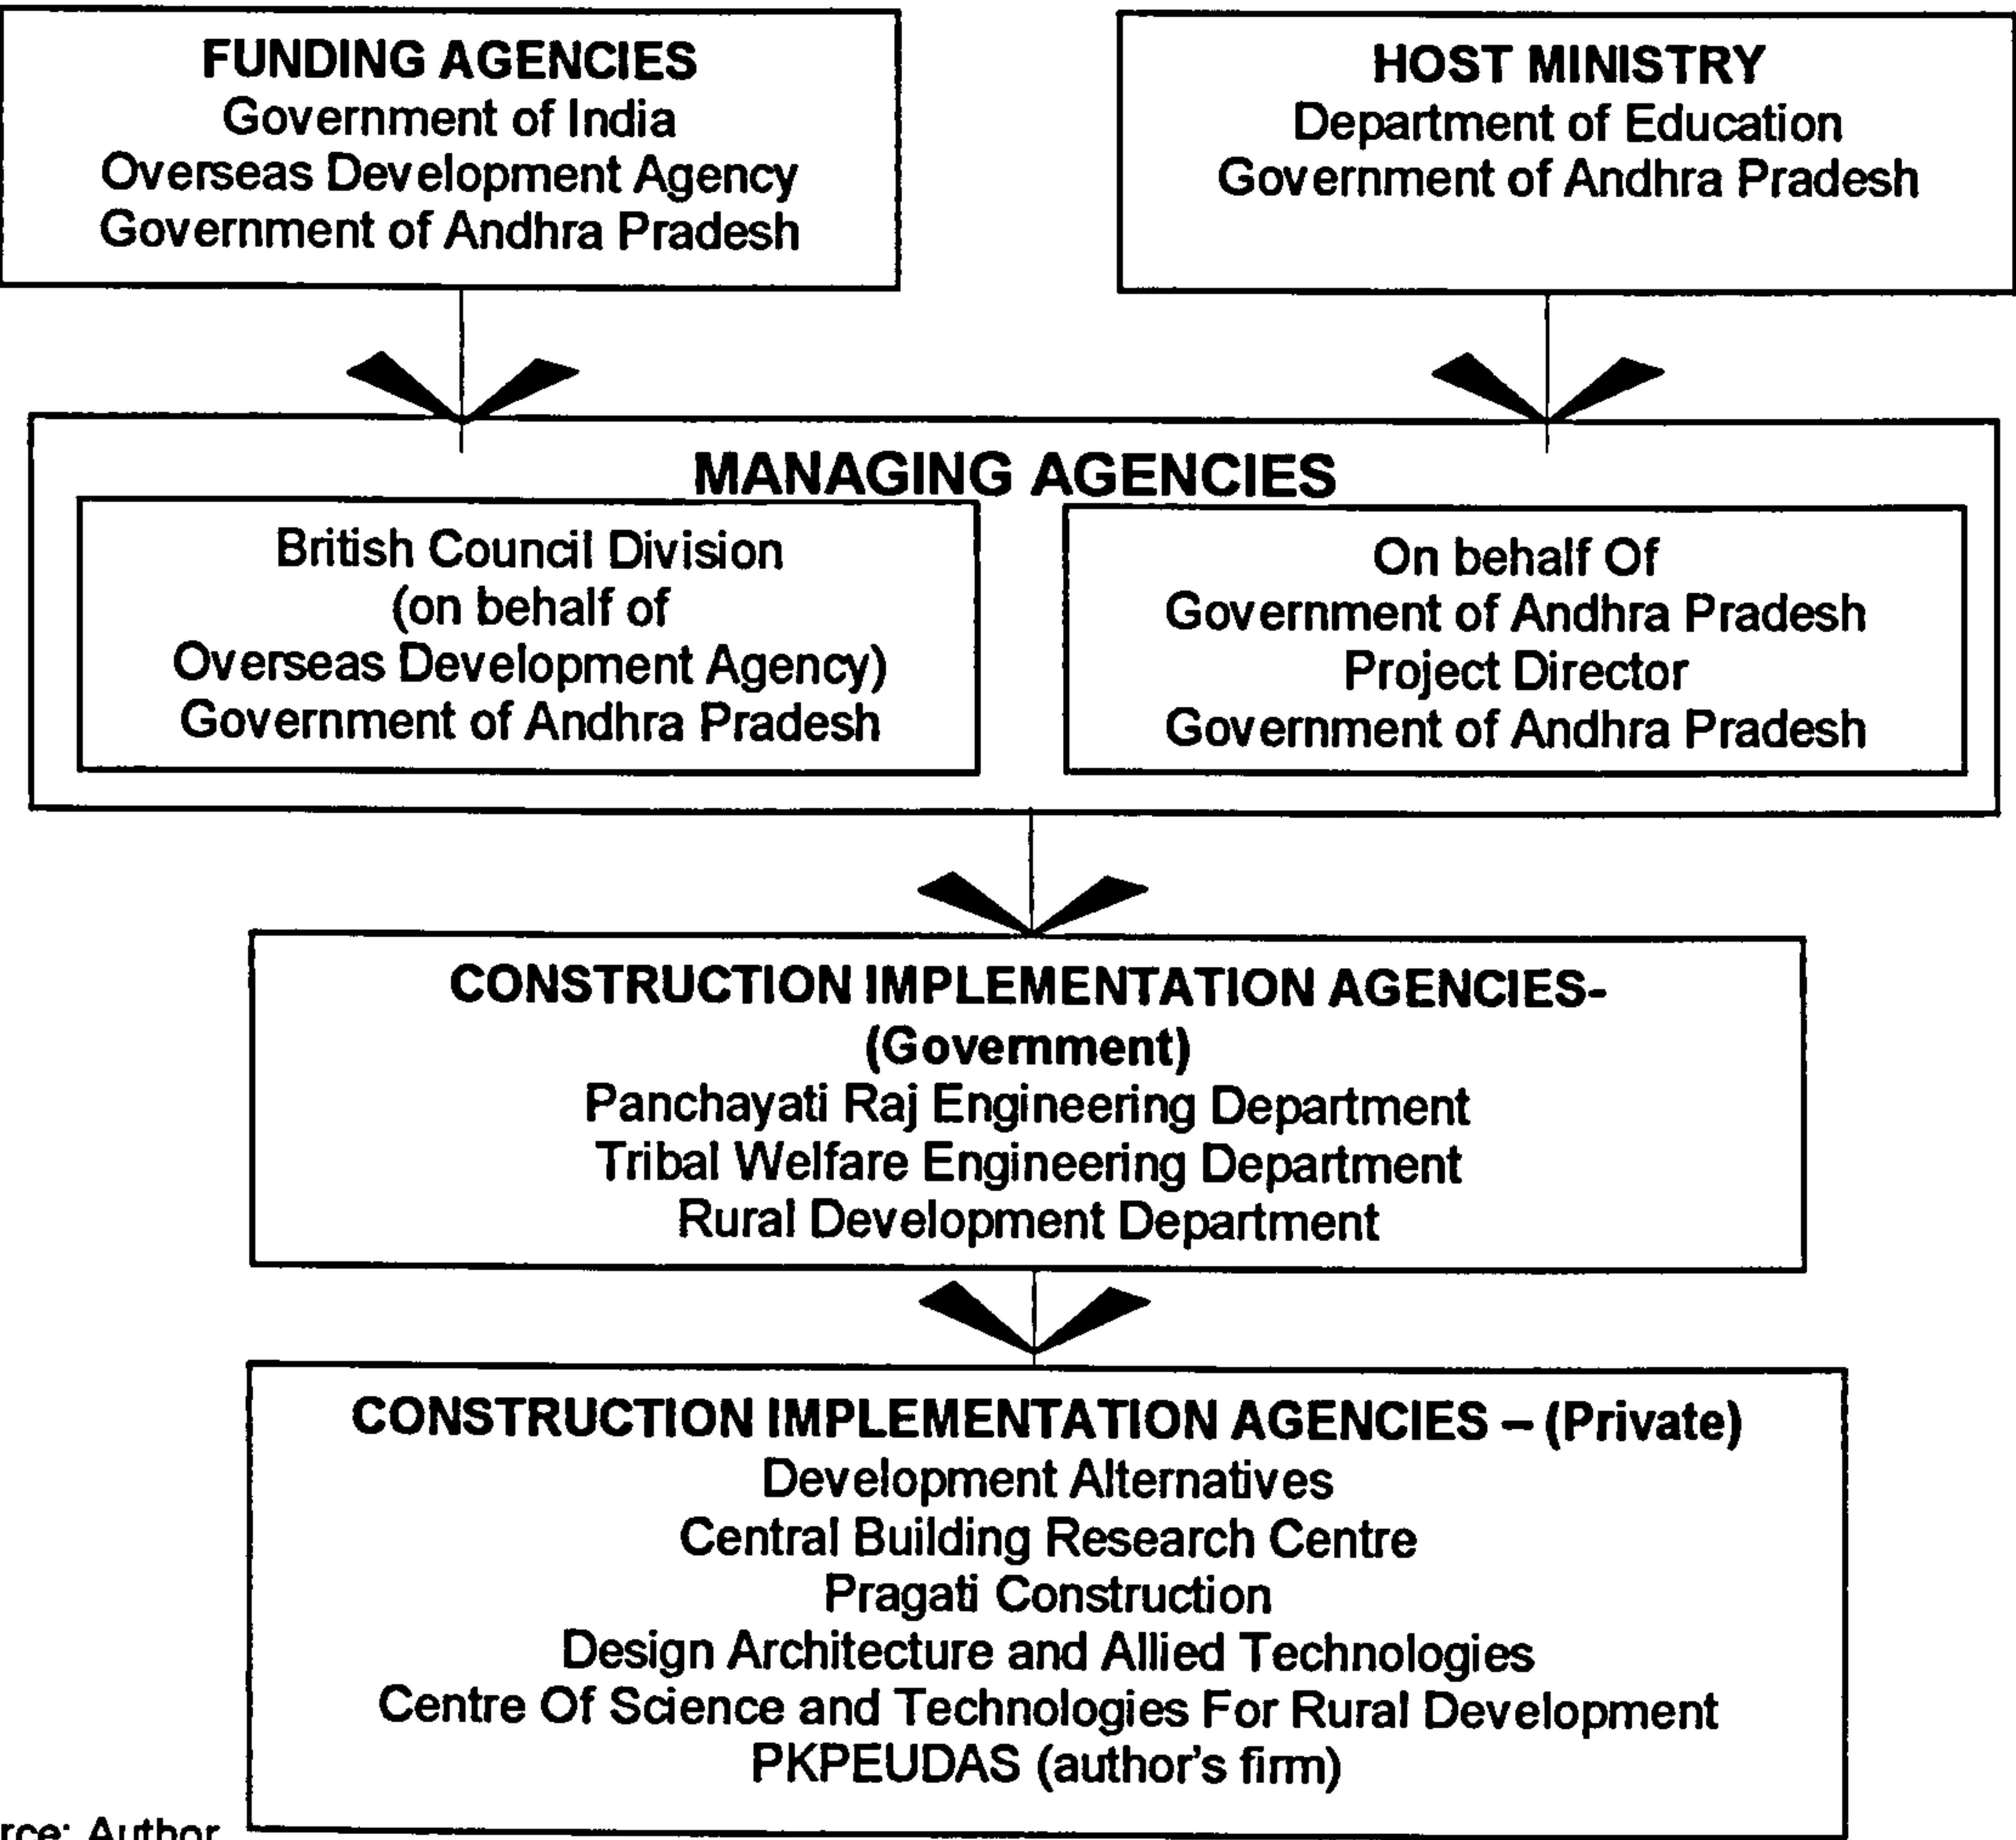 FUNDING AGENCIES
Government of India
Overseas Development Agency
Government of Andhra Pradesh
HOST MINISTRY
Department of Education
Government of Andhra Pradesh
MANAGING AGENCIES
British Council Division
(on behalf of
Overseas Development Agency)
Government of Andhra Pradesh
On behalf Of
Government of Andhra Pradesh
Project Director
Government of Andhra Pradesh
CONSTRUCTION IMPLEMENTATION AGENCIES-
(Government)
Panchayati Raj Engineering Department
Tribal Welfare Engineering Department
Rural Development Department
CONSTRUCTION IMPLEMENTATION AGENCIES – (Private)
Development Alternatives
Central Building Research Centre
Pragati Construction
Design Architecture and Allied Technologies
Centre Of Science and Technologies For Rural Development
PKPEUDAS (author's firm)
Author